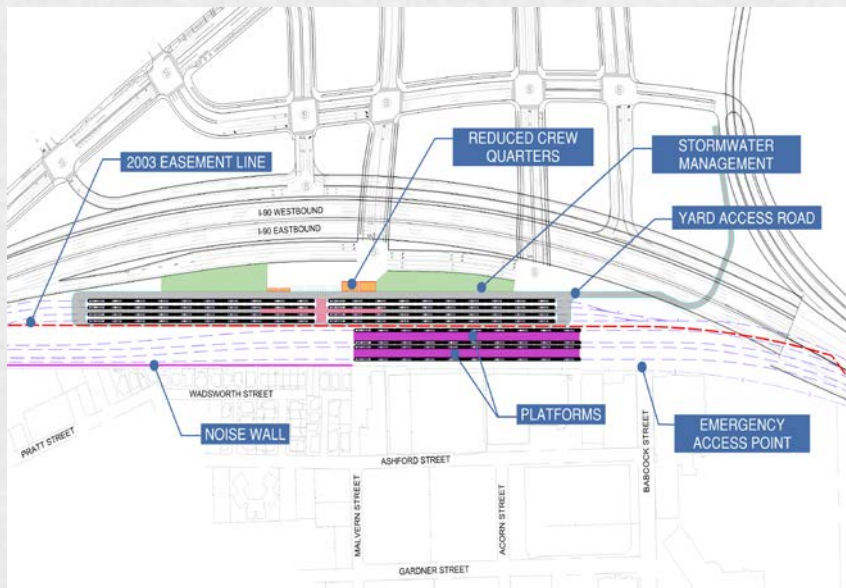 REDUCED CREW
QUARTERS
STORMWATER
MANAGEMENT
2003 EASEMENT LINE
YARD ACCESS ROAD
I-90 WESTBOUND
I-90 EASTBOUND
WADSWORTH STREET
PRATT STREET
NOISE WALL
PLATFORMS
EMERGENCY
ACCESS POINT
ASHFORD STREET
MALVERN STREET
ACORN STREET
BABCOCK STREET
GARDNER STREET